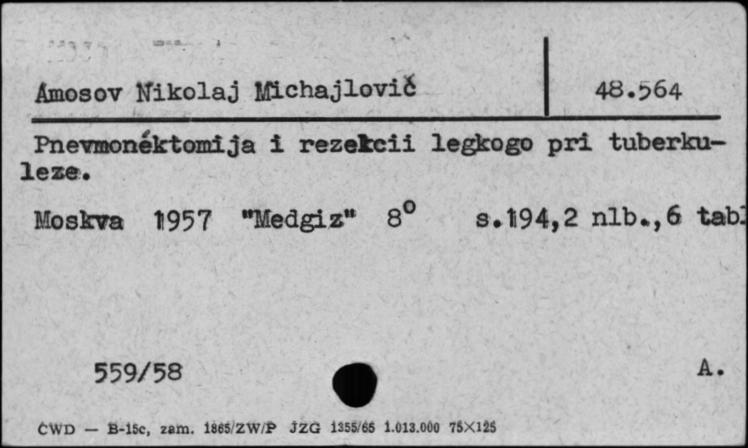 Amosov Nikolaj Michajlovič 48.564
Pnevmonéktomija i rezekcii legkogo pri tuberku-
leze.
Moskva 1957 "Medgiz" 8° s.194,2 nlb.,6 tabl
559/58 A.
CWD — B-15c, zam. 1865/ZW/P JZG 1355/65 1.013.000 75X125